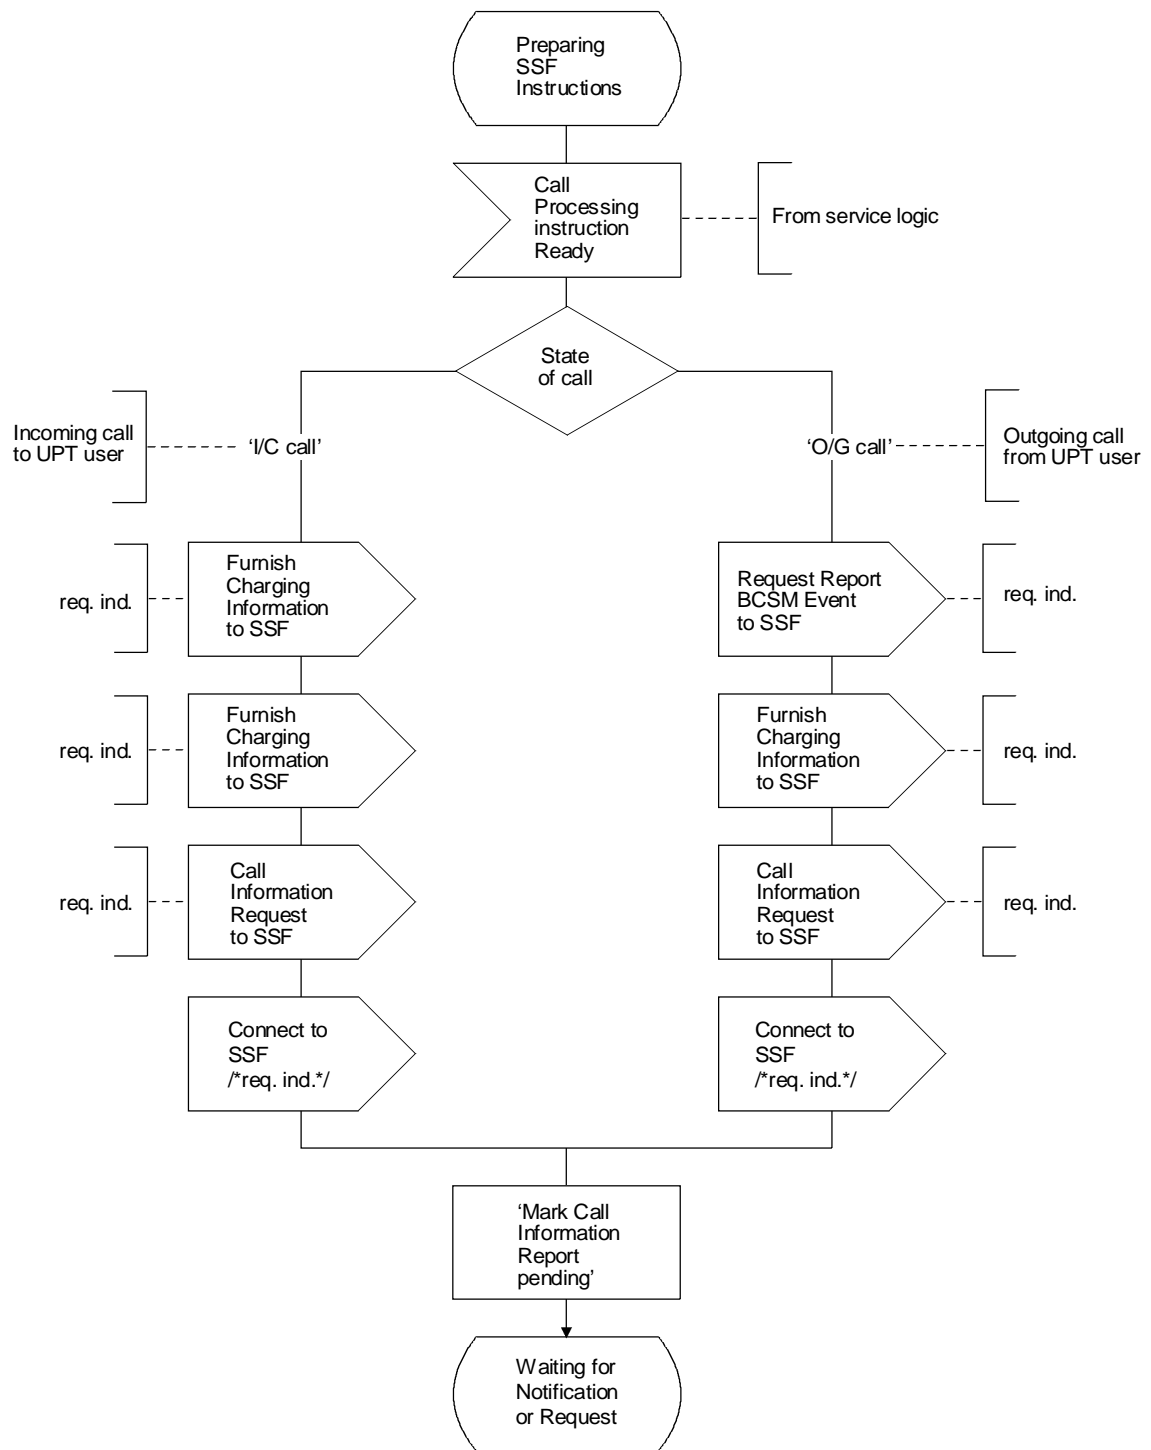 Preparing
SSF
Instructions
Call
Processing
instruction
Ready
From service logic
State
of call
Incoming call
to UPT user
‘I/C call’
‘O/G call’
Outgoing call
from UPT user
req. ind.
Furnish
Charging
Information
to SSF
Request Report
BCSM Event
to SSF
req. ind.
req. ind.
Furnish
Charging
Information
to SSF
Furnish
Charging
Information
to SSF
req. ind.
req. ind.
Call
Information
Request
to SSF
Call
Information
Request
to SSF
req. ind.
Connect to
SSF
/*req. ind.*/
Connect to
SSF
/*req. ind.*/
‘Mark Call
Information
Report
pending’
Waiting for
Notification
or Request